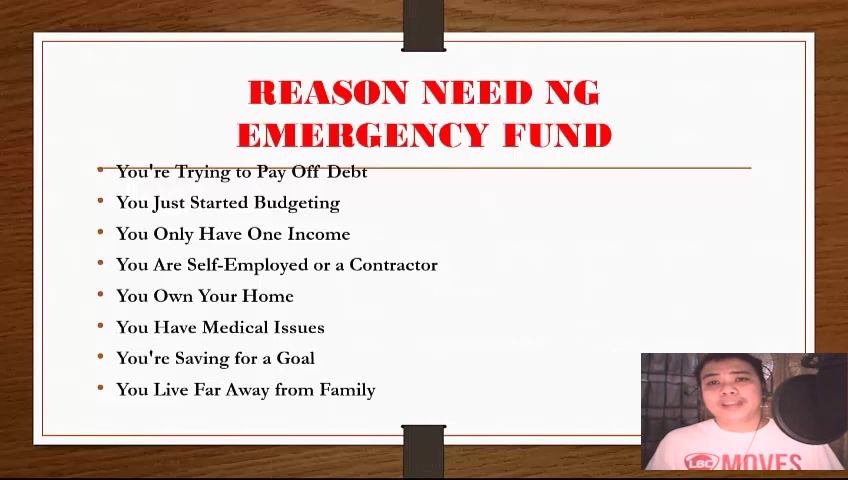 REASON NEED NG
EMERGENCY FUND
• You're Trying to Pay Off Debt
• You Just Started Budgeting
• You Only Have One Income
• You Are Self-Employed or a Contractor
• You Own Your Home
• You Have Medical Issues
• You're Saving for a Goal
• You Live Far Away from Family
LBC MOVES